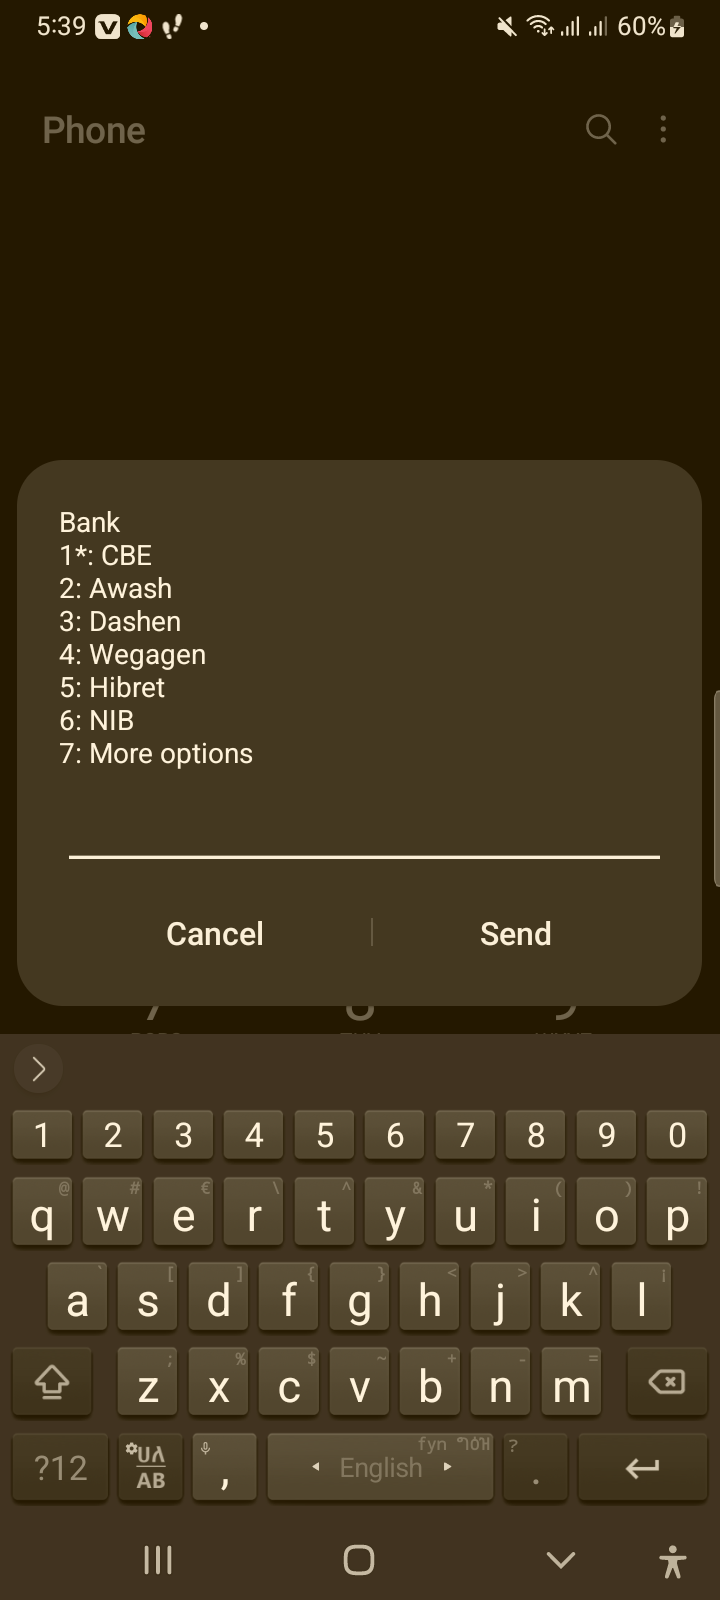 5:39
60%
Phone
Bank
1*: CBE
2: Awash
3: Dashen
4: Wegagen
5: Hibret
6: NIB
7: More options
Cancel
Send
1 2 3 4 5 6 7 8 9 0
@ # € \ ^ & * ( ) !
q w e r t y u i o p
` [ ] { } < > ^ ¡
a s d f g h j k l
; % $ ~ + - =
z x c v b n m
?12
AB
,
English
?
.